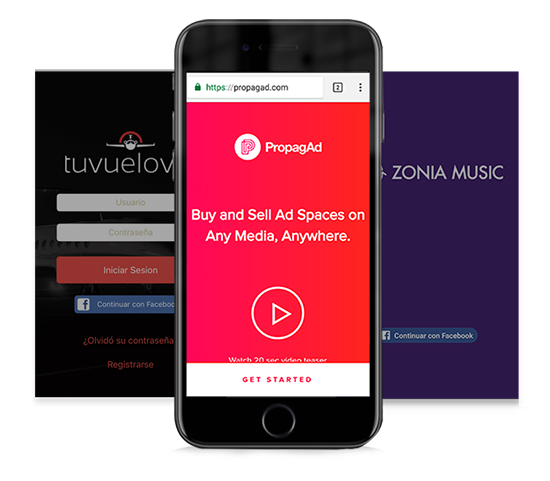 tuvuelov
Usuario
Contraseña
Iniciar Sesion
f Continuar con Facebook
¿Olvidó su contraseña
Registrarse
https://propagad.com
2
PropagAd
Buy and Sell Ad Spaces on
Any Media, Anywhere.
Watch 20 sec video teaser
GET STARTED
ZONIA MUSIC
f Continuar con Facebook